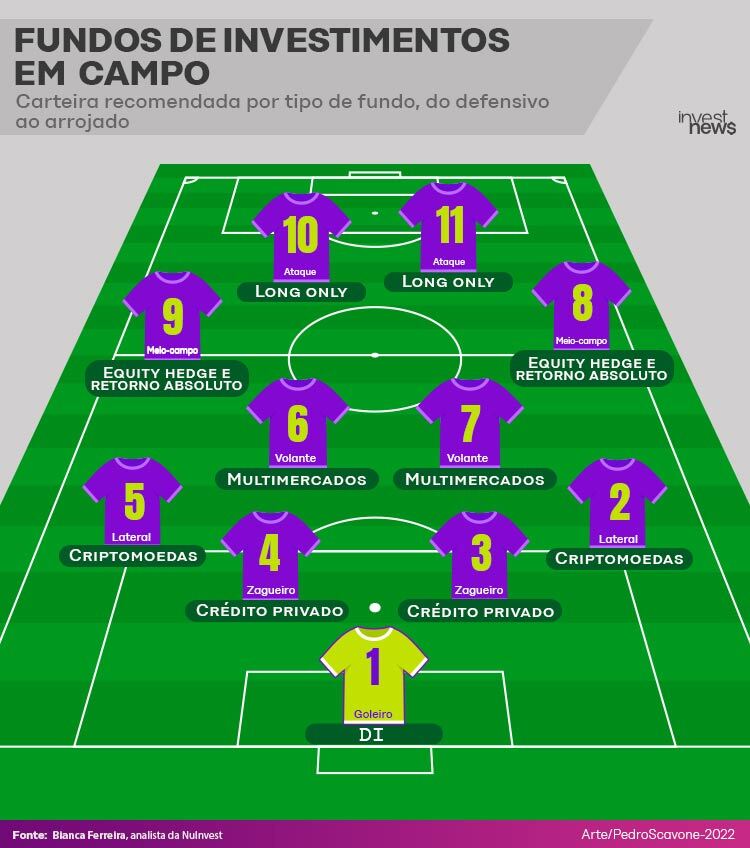 FUNDOS DE INVESTIMENTOS
EM CAMPO
Carteira recomendada por tipo de fundo, do defensivo
ao arrojado
invest
news
10
Ataque
LONG ONLY
11
Ataque
LONG ONLY
9
Meio-campo
EQUITY HEDGE E
RETORNO ABSOLUTO
8
Meio-campo
EQUITY HEDGE E
RETORNO ABSOLUTO
6
Volante
MULTIMERCADOS
7
Volante
MULTIMERCADOS
5
Lateral
CRIPTOMOEDAS
2
Lateral
CRIPTOMOEDAS
4
Zagueiro
CRÉDITO PRIVADO
3
Zagueiro
CRÉDITO PRIVADO
1
Goleiro
DI
Fonte: Bianca Ferreira, analista da NuInvest
Arte/PedroScavone-2022